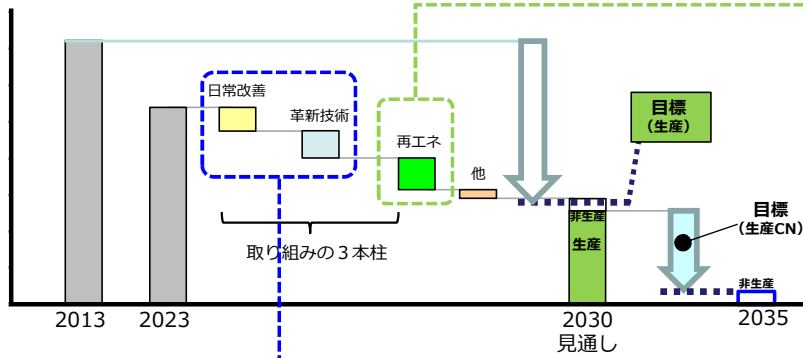 日常改善
革新技術
再エネ
他
目標
(生産)
取り組みの３本柱
非生産
生産
目標
(生産CN)
非生産
2013
2023
2030
見通し
2035